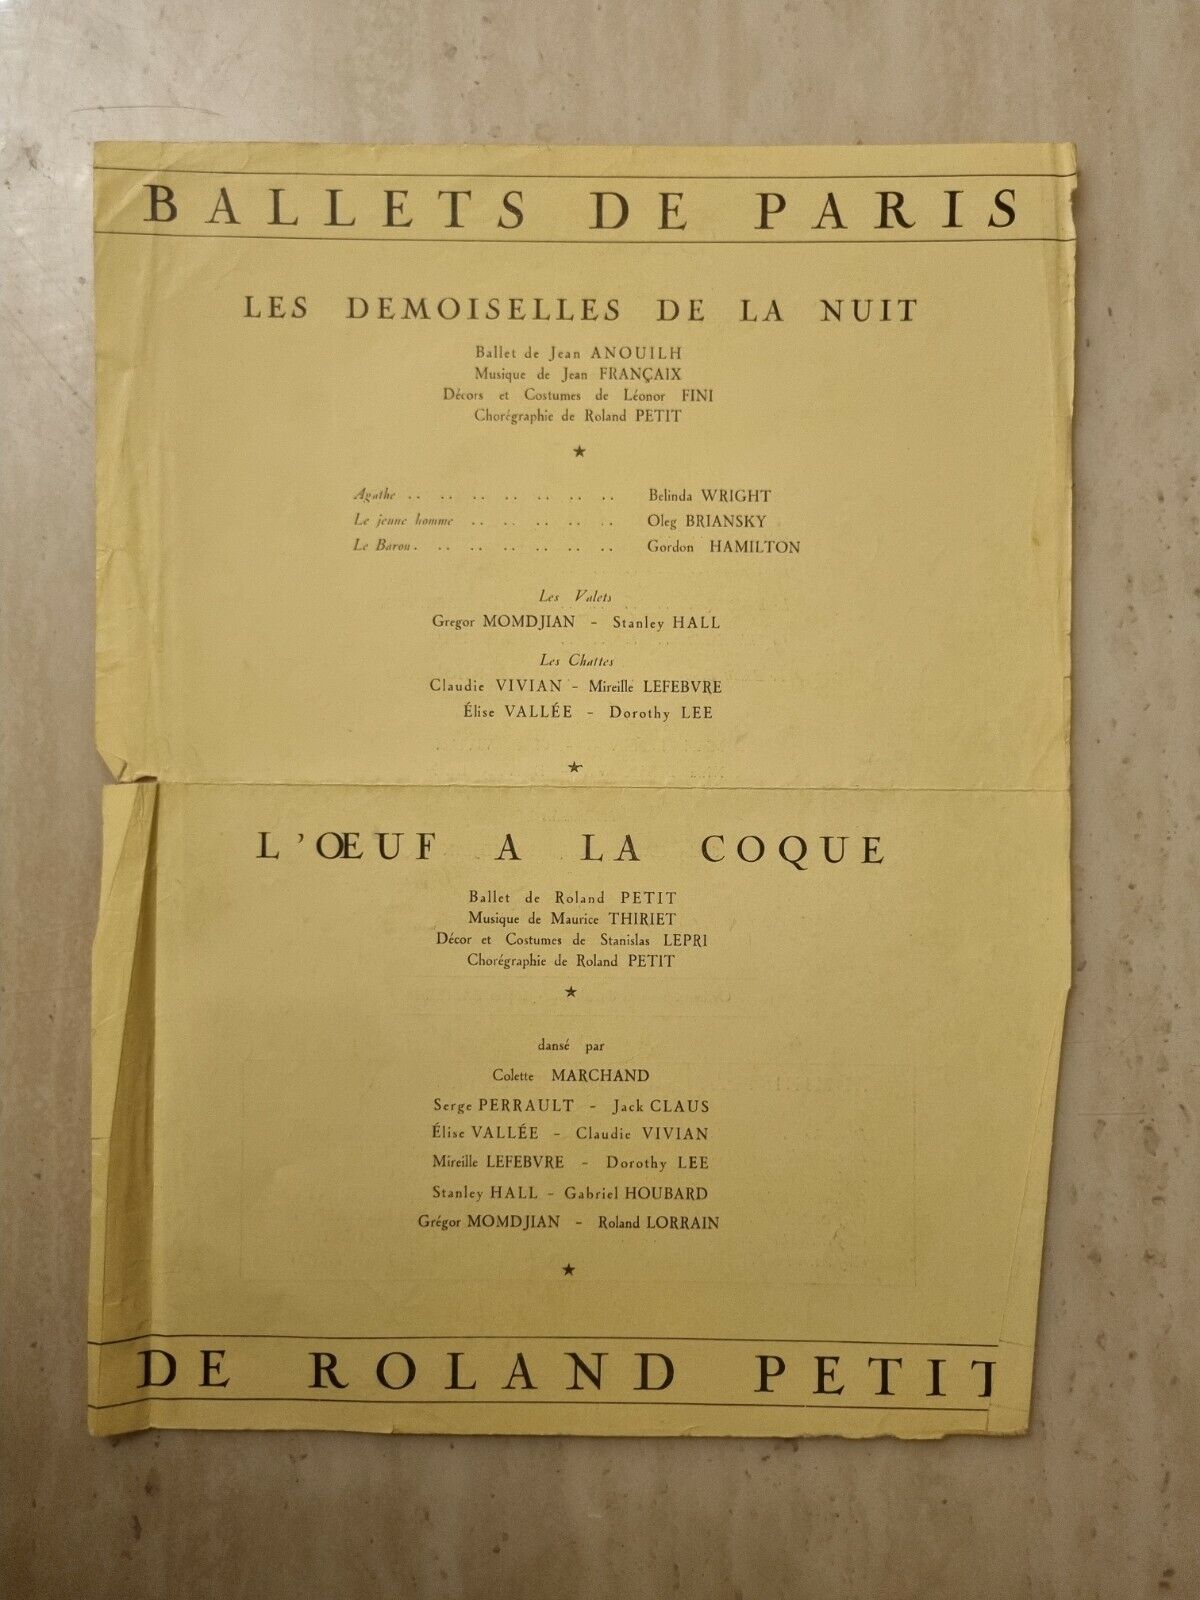 BALLETS DE PARIS
LES DEMOISELLES DE LA NUIT
Ballet de Jean ANOUILH
Musique de Jean FRANÇAIX
Décors et Costumes de Léonor FINI
Chorégraphie de Roland PETIT
★
Agathe .. .. .. .. .. .. .. Belinda WRIGHT
Le jeune homme .. .. .. .. .. Oleg BRIANSKY
Le Baron. .. .. .. .. .. .. Gordon HAMILTON
Les Valets
Gregor MOMDJIAN - Stanley HALL
Les Chattes
Claudie VIVIAN - Mireille LEFEBVRE
Élise VALLÉE - Dorothy LEE
★
L'ŒUF A LA COQUE
Ballet de Roland PETIT
Musique de Maurice THIRIET
Décor et Costumes de Stanislas LEPRI
Chorégraphie de Roland PETIT
★
dansé par
Colette MARCHAND
Serge PERRAULT - Jack CLAUS
Élise VALLÉE - Claudie VIVIAN
Mireille LEFEBVRE - Dorothy LEE
Stanley HALL - Gabriel HOUBARD
Grégor MOMDJIAN - Roland LORRAIN
★
DE ROLAND PETIT